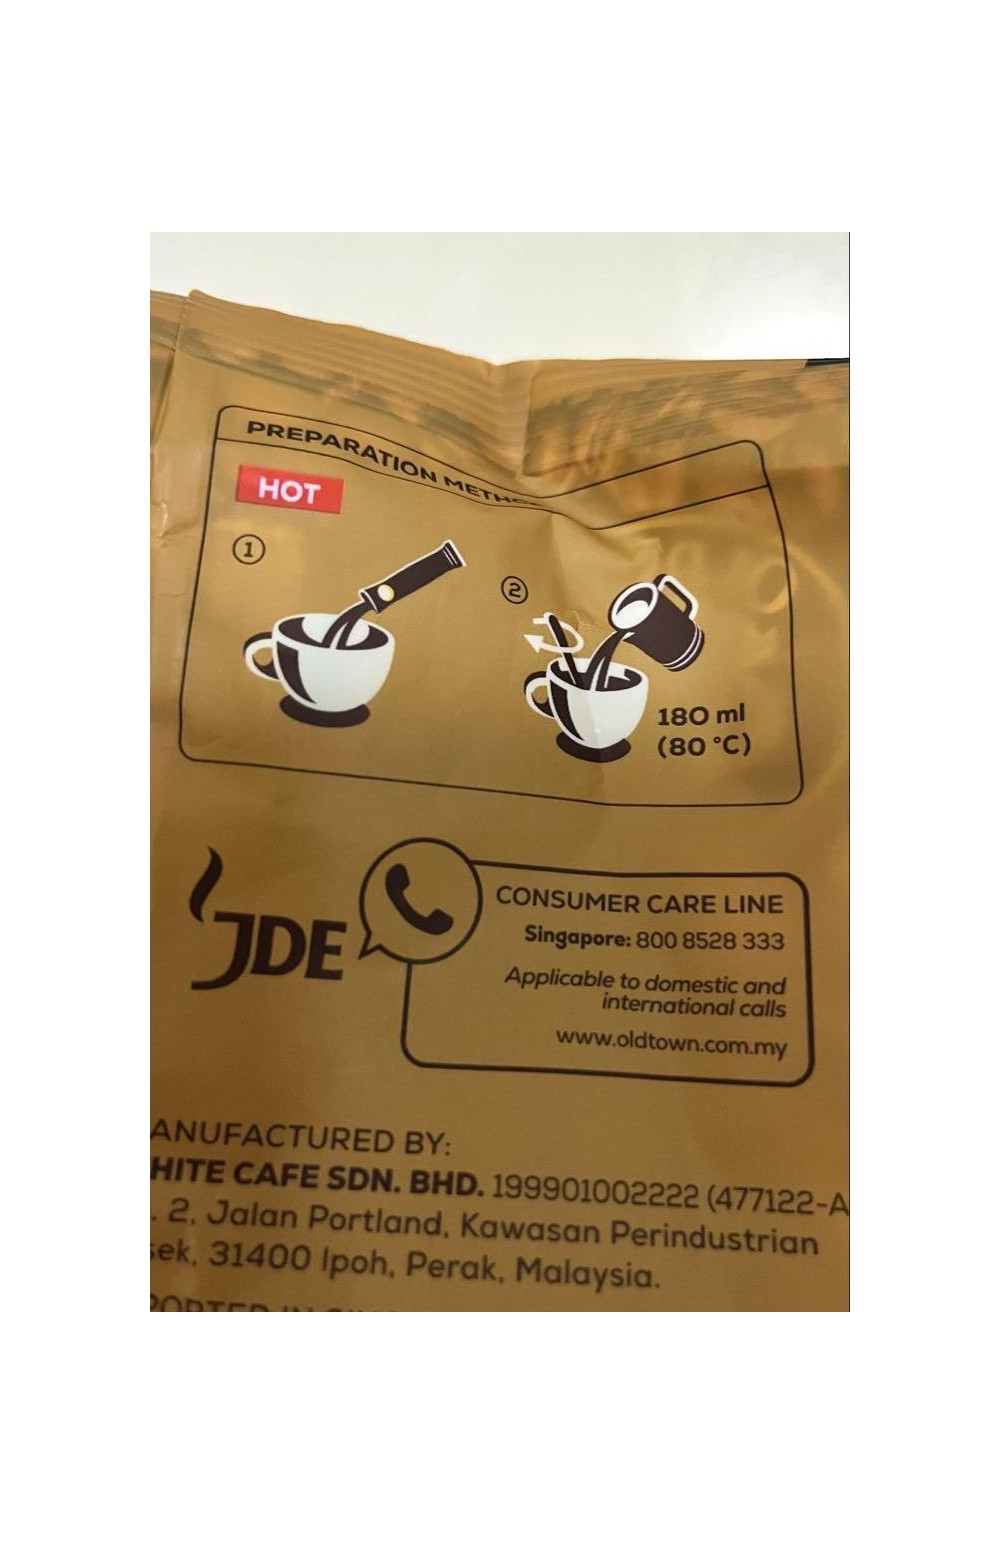 PREPARATION METHOD
HOT
1
2
180 ml
(80 °C)
JDE
CONSUMER CARE LINE
Singapore: 800 8528 333
Applicable to domestic and
international calls
www.oldtown.com.my
ANUFACTURED BY:
HITE CAFE SDN. BHD. 199901002222 (477122-A
. 2, Jalan Portland, Kawasan Perindustrian
sek, 31400 Ipoh, Perak, Malaysia.